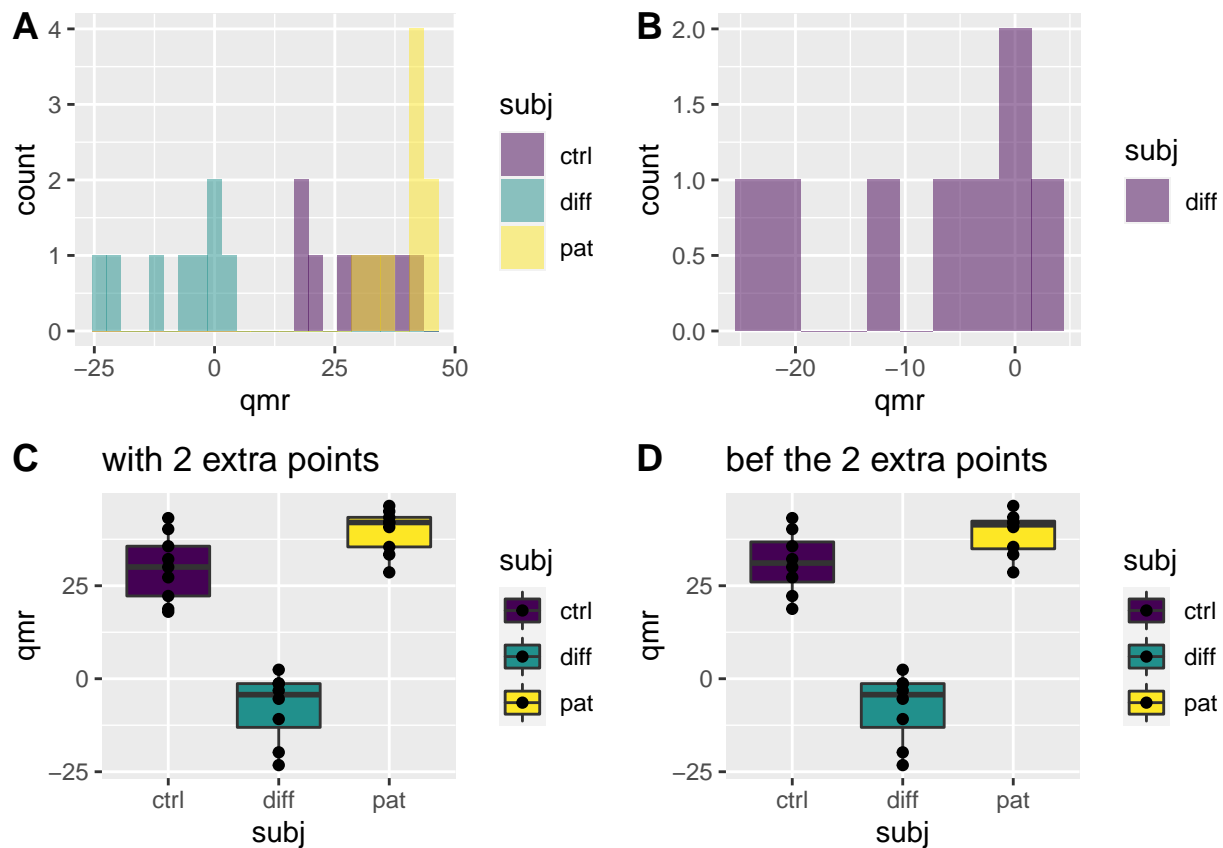 A
count
4
3
2
1
0
−25
0
25
50
qmr
subj
ctrl
diff
pat
B
count
2.0
1.5
1.0
0.5
0.0
−20
−10
0
qmr
subj
diff
C
with 2 extra points
qmr
25
0
−25
ctrl
diff
pat
subj
subj
ctrl
diff
pat
D
bef the 2 extra points
qmr
25
0
−25
ctrl
diff
pat
subj
subj
ctrl
diff
pat